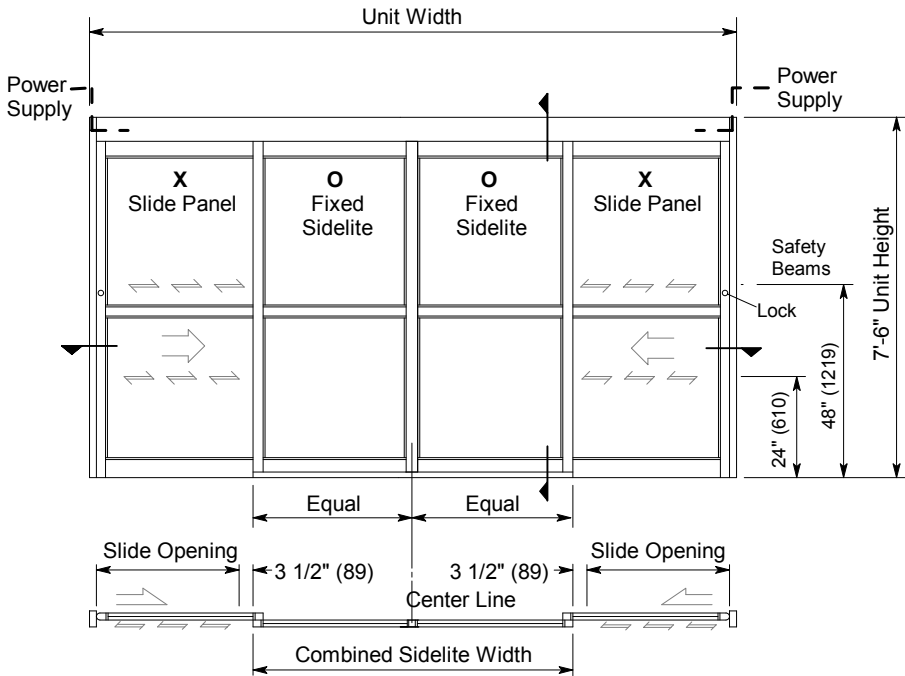 Unit Width
Power
Supply
Power
Supply
X
Slide Panel
O
Fixed
Sidelite
O
Fixed
Sidelite
X
Slide Panel
Safety
Beams
Lock
24" (610)
48" (1219)
7'-6" Unit Height
Equal
Equal
Slide Opening
3 1/2" (89)
3 1/2" (89)
Slide Opening
Center Line
Combined Sidelite Width